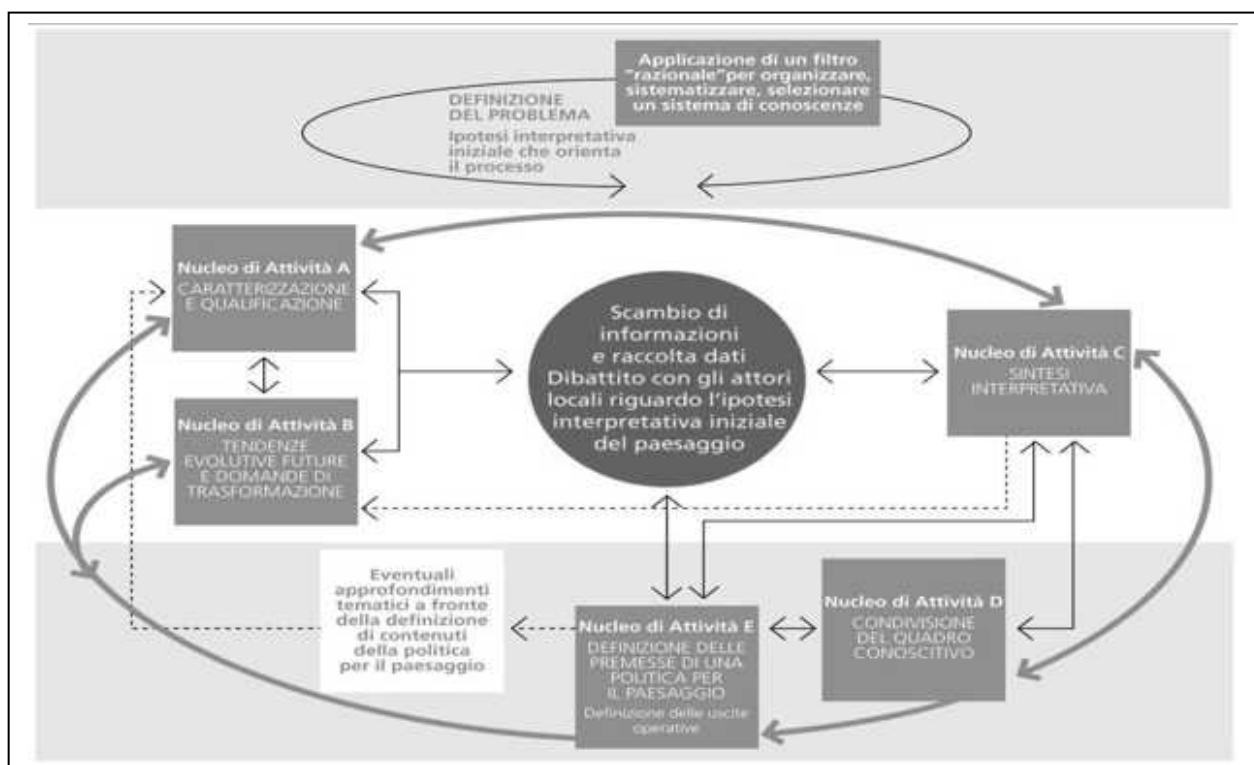 Applicazione di un filtro
"razionale"per organizzare,
sistematizzare, selezionare
un sistema di conoscenze
DEFINIZIONE
DEL PROBLEMA
Ipotesi interpretativa
iniziale che orienta
il processo
Nucleo di Attività A
CARATTERIZZAZIONE
E QUALIFICAZIONE
Scambio di
informazioni
e raccolta dati
Dibattito con gli attori
locali riguardo l'ipotesi
interpretativa iniziale
del paesaggio
Nucleo di Attività C
SINTESI
INTERPRETATIVA
Nucleo di Attività B
TENDENZE
EVOLUTIVE FUTURE
E DOMANDE DI
TRASFORMAZIONE
Eventuali
approfondimenti
tematici a fronte
della definizione
di contenuti
della politica
per il paesaggio
Nucleo di Attività E
DEFINIZIONE DELLE
PREMESSE DI UNA
POLITICA PER
IL PAESAGGIO
Definizione delle uscite
operative
Nucleo di Attività D
CONDIVISIONE
DEL QUADRO
CONOSCITIVO